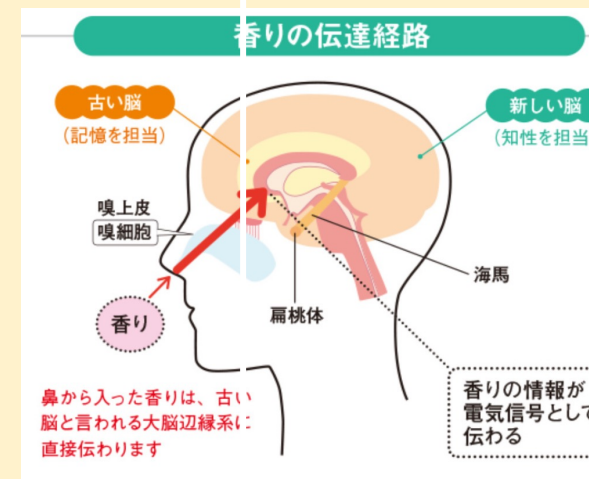 香りの伝達経路
古い脳
(記憶を担当)
新しい脳
(知性を担当
嗅上皮
嗅細胞
香り
扁桃体
海馬
鼻から入った香りは、古い
脳と言われる大脳辺縁系に
直接伝わります
香りの情報が
電気信号として
伝わる